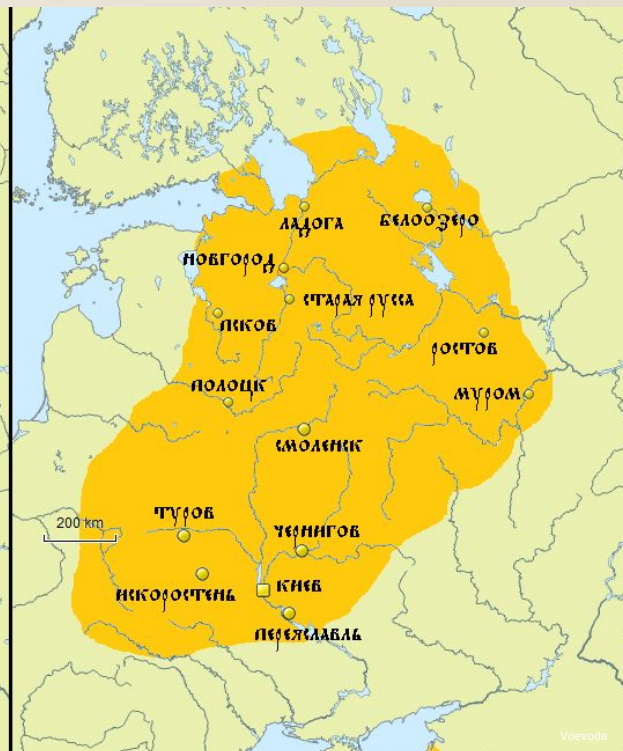 ЛАДОГА
БЕЛООЗЕРО
НОВГОРОД
СТАРАЯ РУССА
ПСКОВ
РОСТОВ
ПОЛОЦК
МУРОМ
СМОЛЕНСК
200 km
ТУРОВ
ЧЕРНИГОВ
ИСКОРОСТЕНЬ
КИЕВ
ПЕРЕЯСЛАВЛЬ
Voevoda